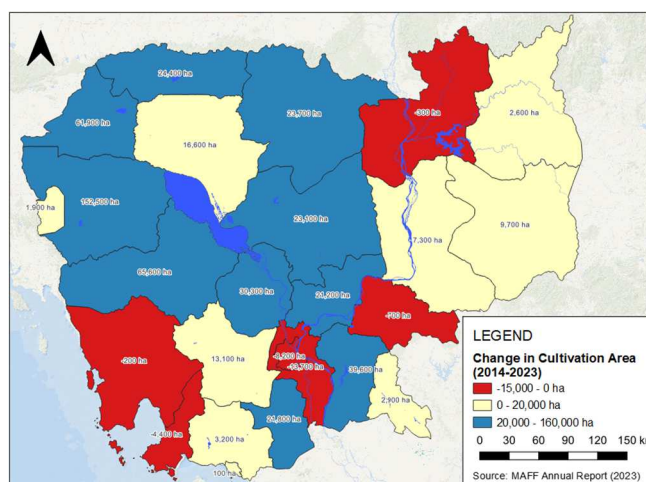 24,400 ha
61,900 ha
23,700 ha
-300 ha
2,600 ha
16,600 ha
152,500 ha
1,900 ha
23,100 ha
9,700 ha
7,300 ha
65,600 ha
30,300 ha
21,200 ha
-700 ha
-200 ha
13,100 ha
-8,200 ha
-13,700 ha
39,600 ha
2,900 ha
-4,400 ha
3,200 ha
100 ha
LEGEND
Change in Cultivation Area
(2014-2023)
-15,000 - 0 ha
0 - 20,000 ha
20,000 - 160,000 ha
0 30 60 90 120 150 km
Source: MAFF Annual Report (2023)